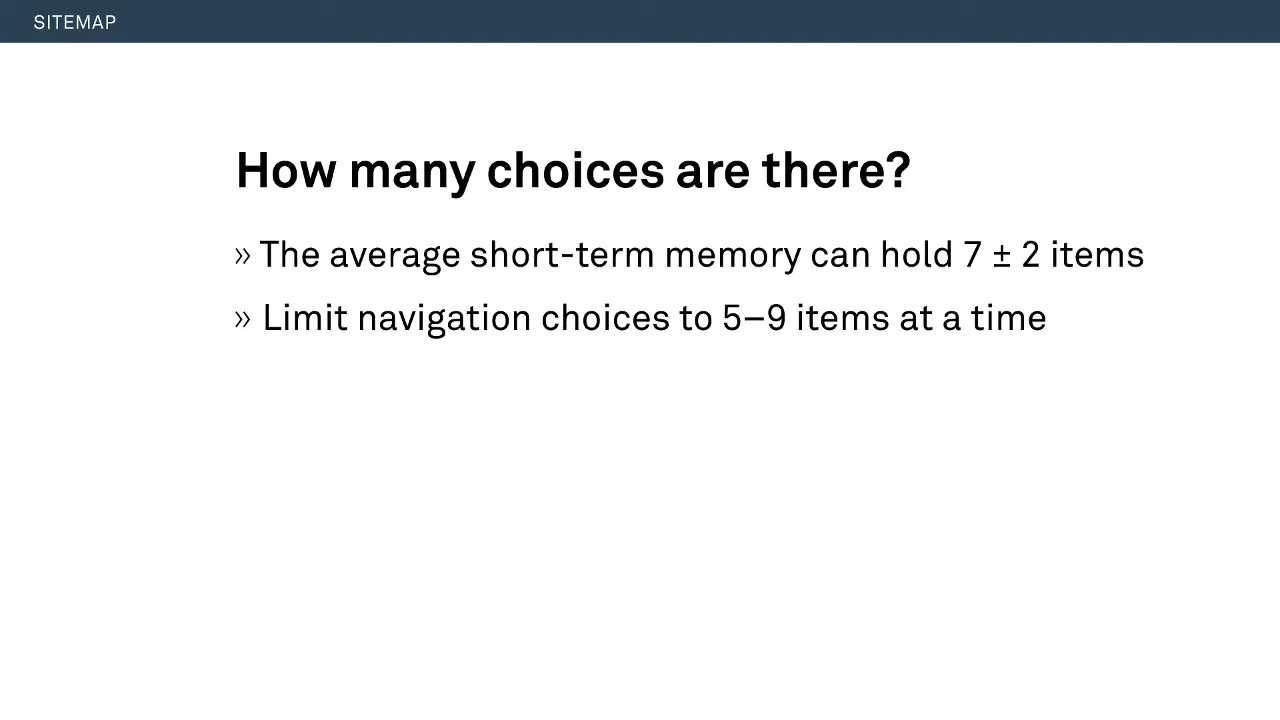 SITEMAP
How many choices are there?
» The average short-term memory can hold 7 ± 2 items
» Limit navigation choices to 5–9 items at a time